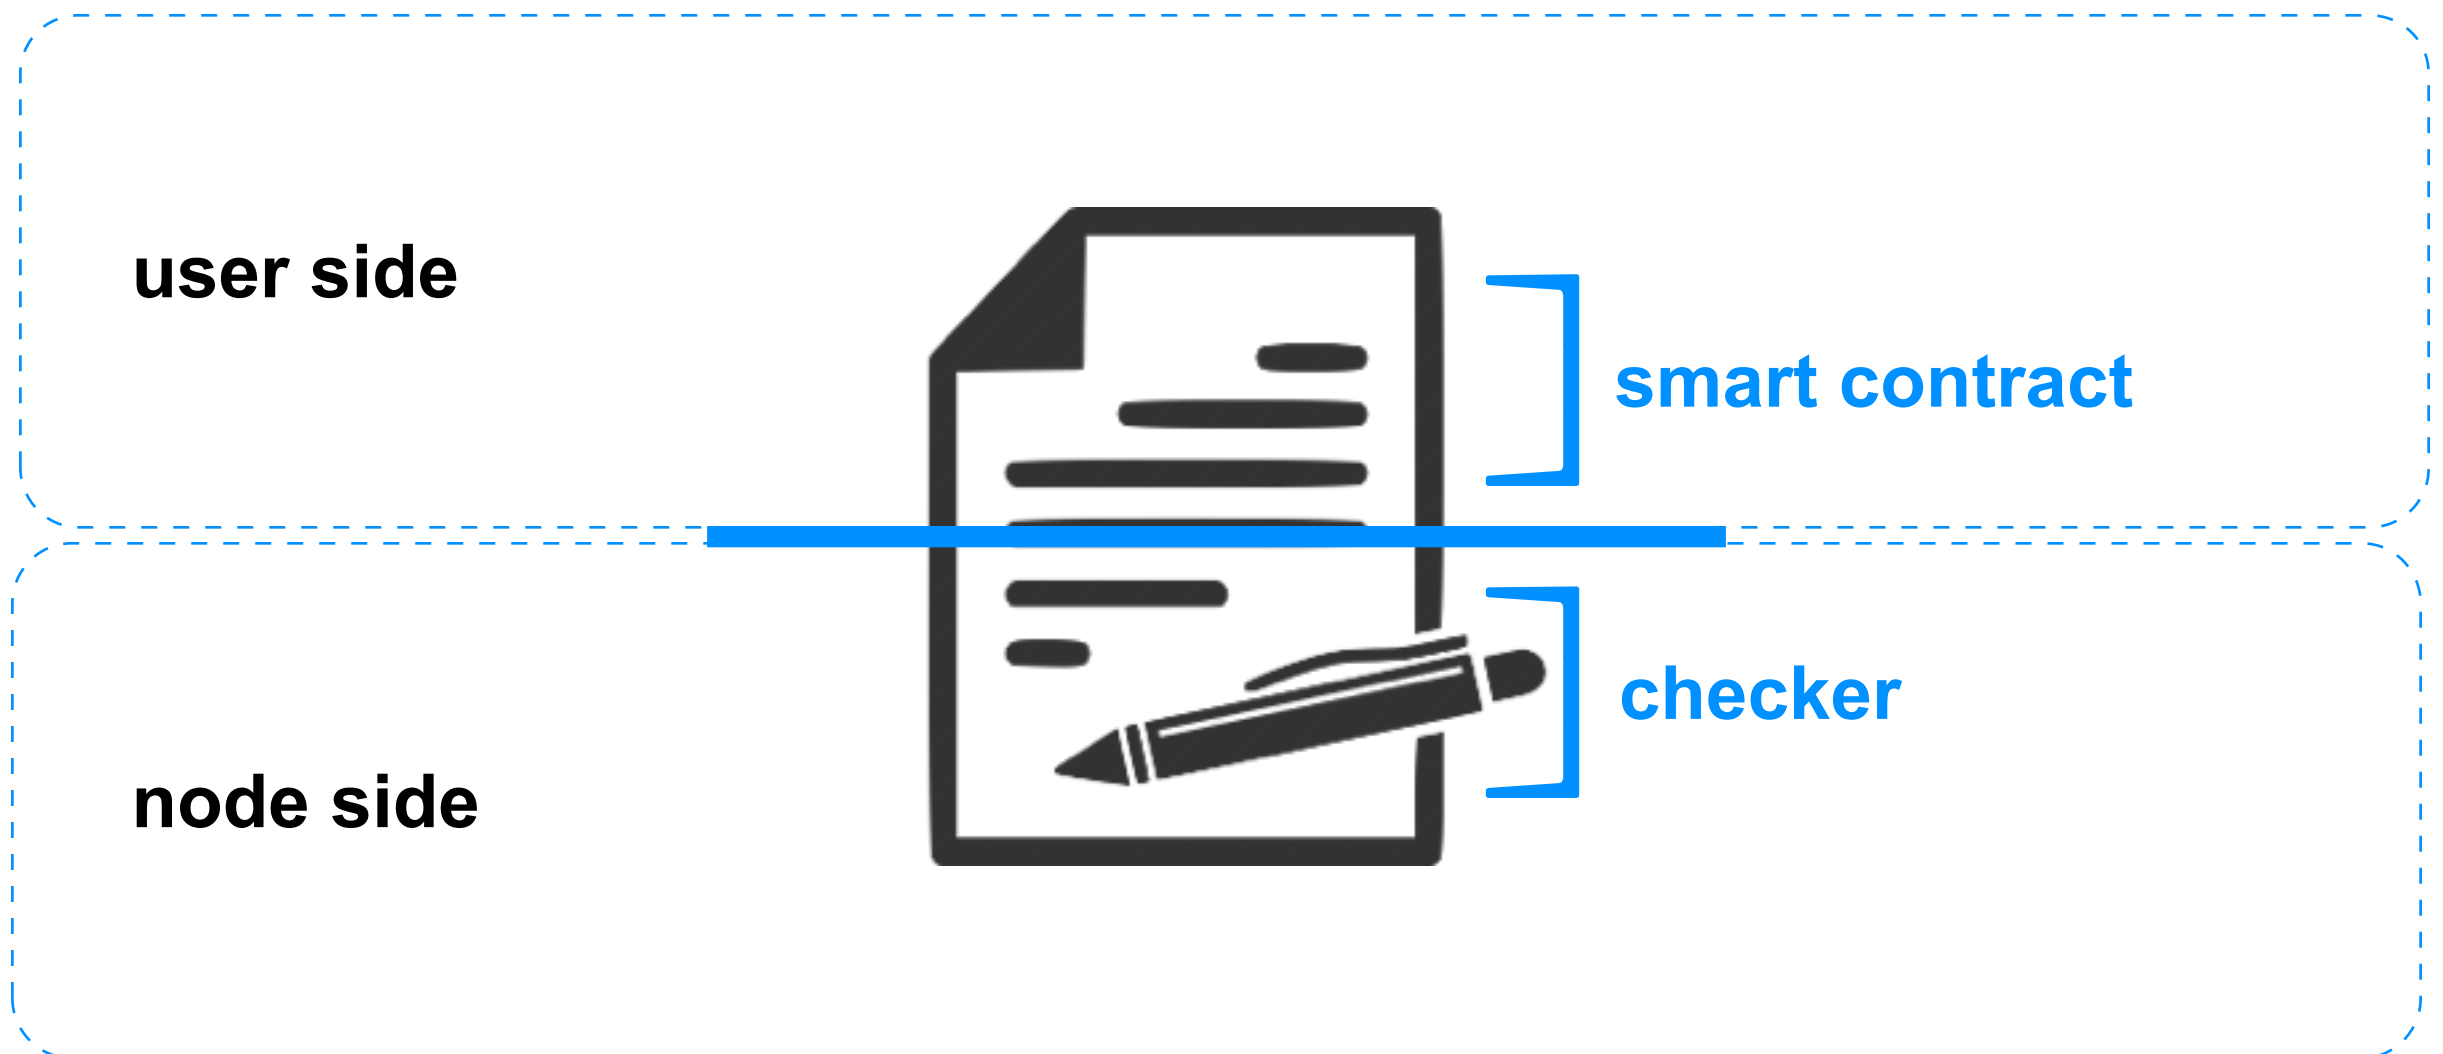 user side
smart contract
checker
node side